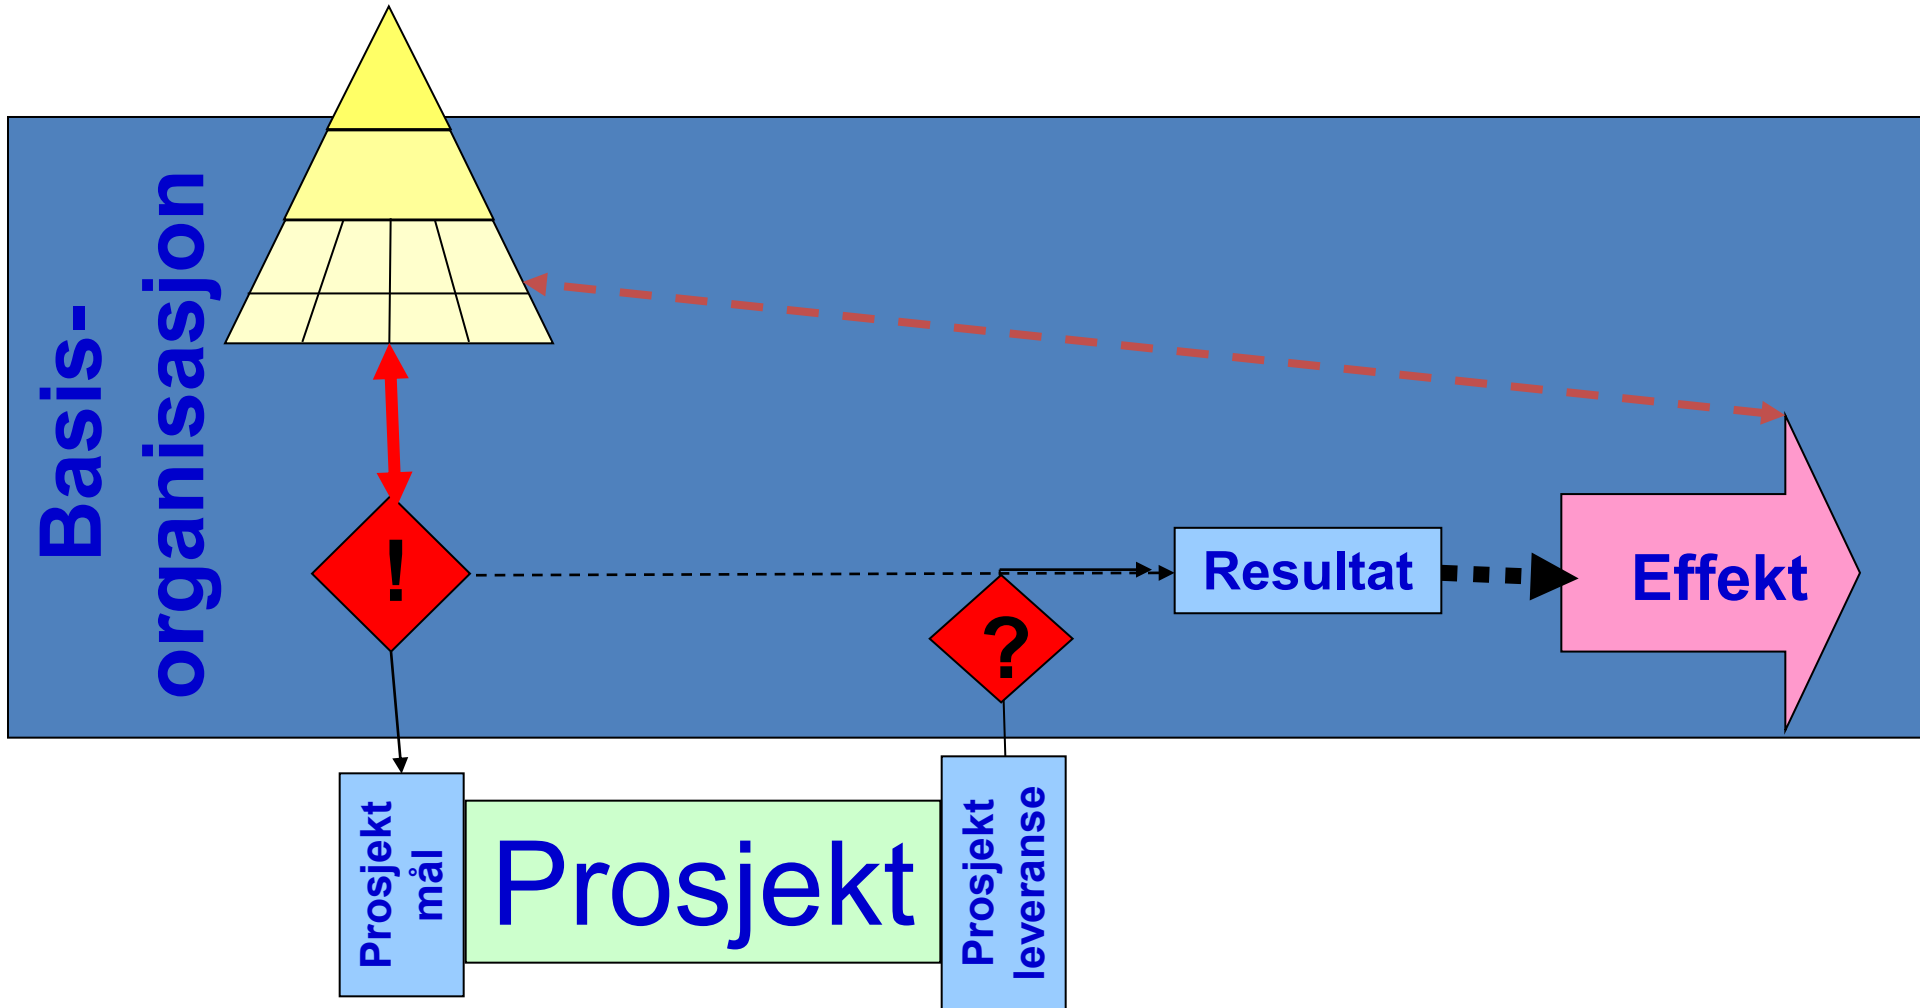 Basis-
organisasjon
!
?
Resultat
Effekt
Prosjekt
mål
Prosjekt
Prosjekt
leveranse